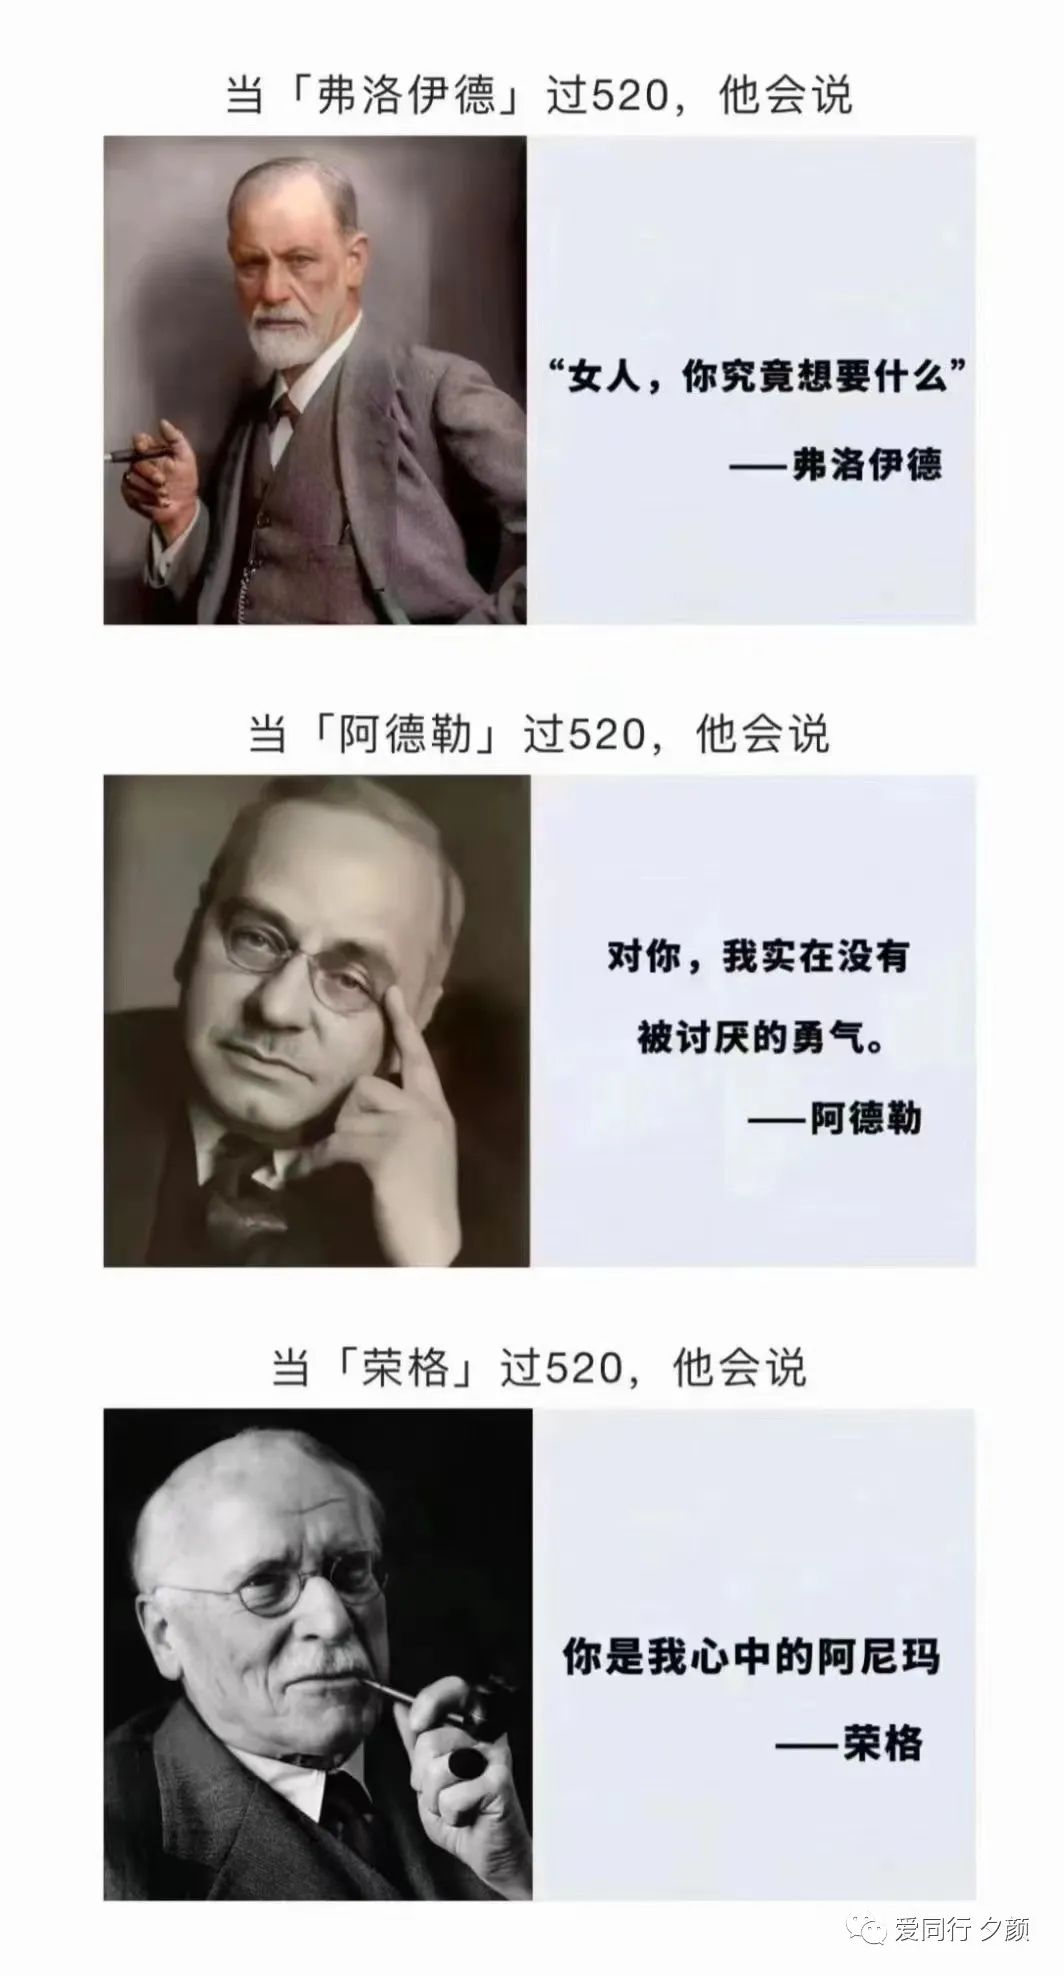 当「弗洛伊德」过520，他会说
“女人，你究竟想要什么”
——弗洛伊德
当「阿德勒」过520，他会说
对你，我实在没有
被讨厌的勇气。
——阿德勒
当「荣格」过520，他会说
你是我心中的阿尼玛
——荣格
爱同行 夕颜